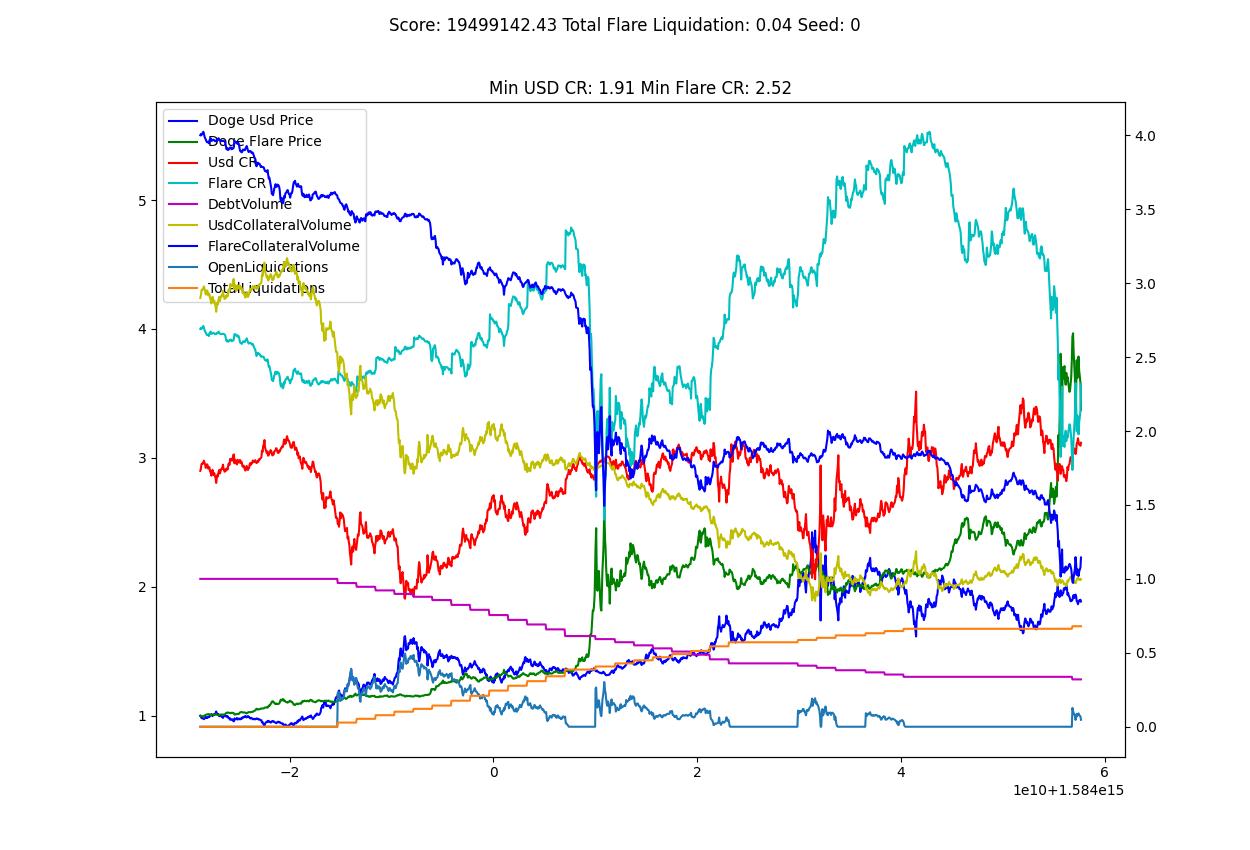 Score: 19499142.43 Total Flare Liquidation: 0.04 Seed: 0
Min USD CR: 1.91 Min Flare CR: 2.52
Doge Usd Price
Doge Flare Price
Usd CR
Flare CR
DebtVolume
UsdCollateralVolume
FlareCollateralVolume
OpenLiquidations
TotalLiquidations
5
4
3
2
1
4.0
3.5
3.0
2.5
2.0
1.5
1.0
0.5
0.0
−2
0
2
4
6
1e10+1.584e15